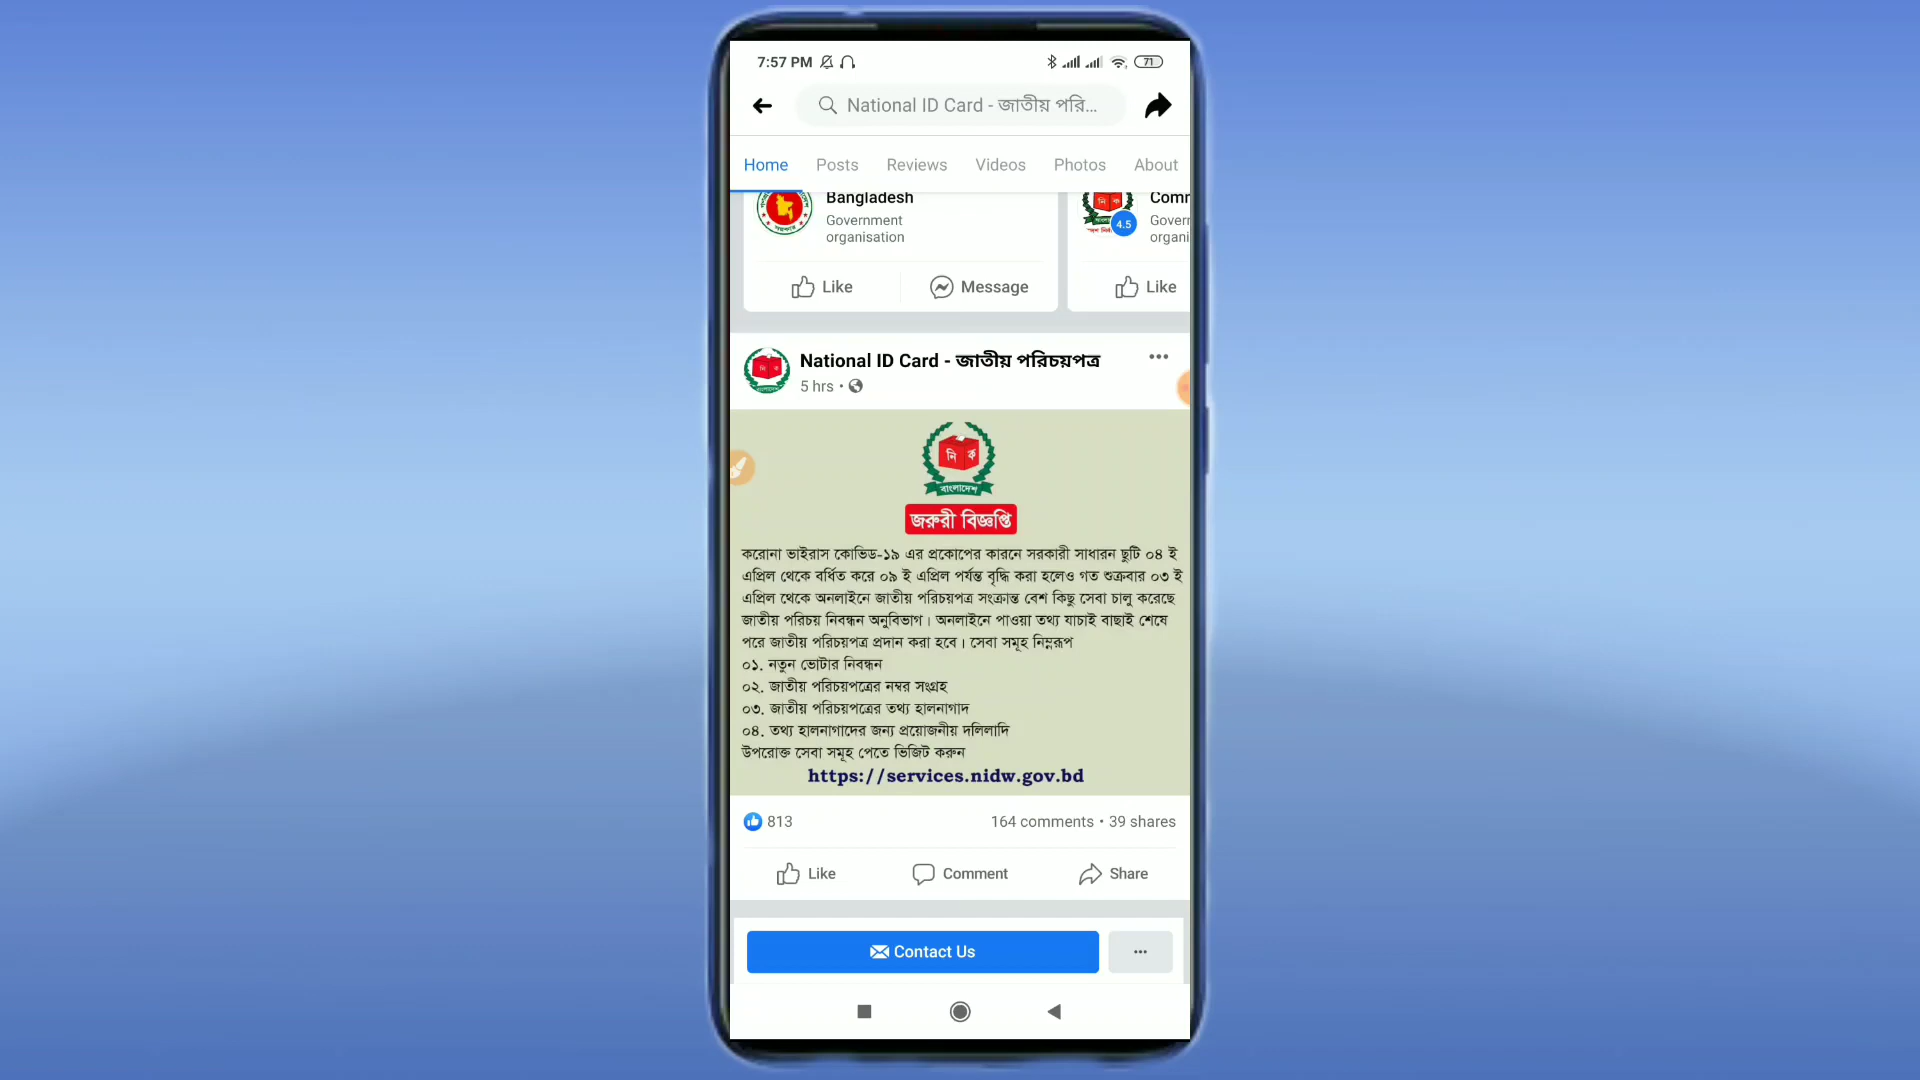 7:57 PM
71
National ID Card - জাতীয় পরি...
Home Posts Reviews Videos Photos About
Bangladesh
Government
organisation
4.5
Like Message Like
National ID Card - জাতীয় পরিচয়পত্র
5 hrs
নি ক
বাংলাদেশ
জরুরী বিজ্ঞপ্তি
করোনা ভাইরাস কোভিড-১৯ এর প্রকোপের কারনে সরকারী সাধারন ছুটি ০৪ ই
এপ্রিল থেকে বর্ধিত করে ০৯ ই এপ্রিল পর্যন্ত বৃদ্ধি করা হলেও গত শুক্রবার ০৩ ই
এপ্রিল থেকে অনলাইনে জাতীয় পরিচয়পত্র সংক্রান্ত বেশ কিছু সেবা চালু করেছে
জাতীয় পরিচয় নিবন্ধন অনুবিভাগ। অনলাইনে পাওয়া তথ্য যাচাই বাছাই শেষে
পরে জাতীয় পরিচয়পত্র প্রদান করা হবে। সেবা সমূহ নিম্নরূপ
০১. নতুন ভোটার নিবন্ধন
০২. জাতীয় পরিচয়পত্রের নম্বর সংগ্রহ
০৩. জাতীয় পরিচয়পত্রের তথ্য হালনাগাদ
০৪. তথ্য হালনাগাদের জন্য প্রয়োজনীয় দলিলাদি
উপরোক্ত সেবা সমূহ পেতে ভিজিট করুন
https://services.nidw.gov.bd
813 164 comments • 39 shares
Like Comment Share
Contact Us